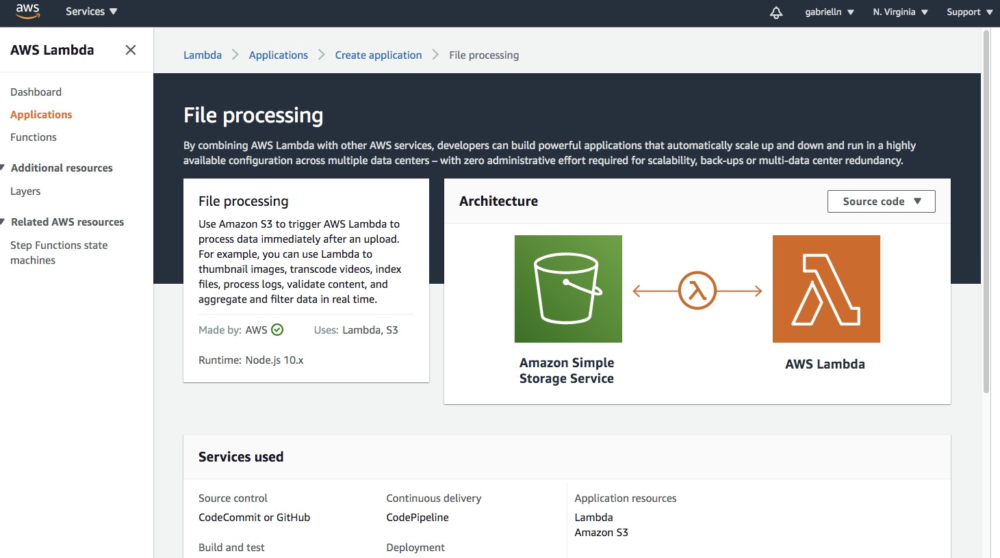 aws
Services
gabrielln
N. Virginia
Support
AWS Lambda
Dashboard
Applications
Functions
Additional resources
Layers
Related AWS resources
Step Functions state
machines
Lambda
Applications
Create application
File processing
File processing
By combining AWS Lambda with other AWS services, developers can build powerful applications that automatically scale up and down and run in a highly
available configuration across multiple data centers – with zero administrative effort required for scalability, back-ups or multi-data center redundancy.
File processing
Use Amazon S3 to trigger AWS Lambda to
process data immediately after an upload.
For example, you can use Lambda to
thumbnail images, transcode videos, index
files, process logs, validate content, and
aggregate and filter data in real time.
Made by: AWS
Uses: Lambda, S3
Runtime: Node.js 10.x
Architecture
Source code
Amazon Simple
Storage Service
AWS Lambda
Services used
Source control
CodeCommit or GitHub
Continuous delivery
CodePipeline
Application resources
Lambda
Amazon S3
Build and test
Deployment